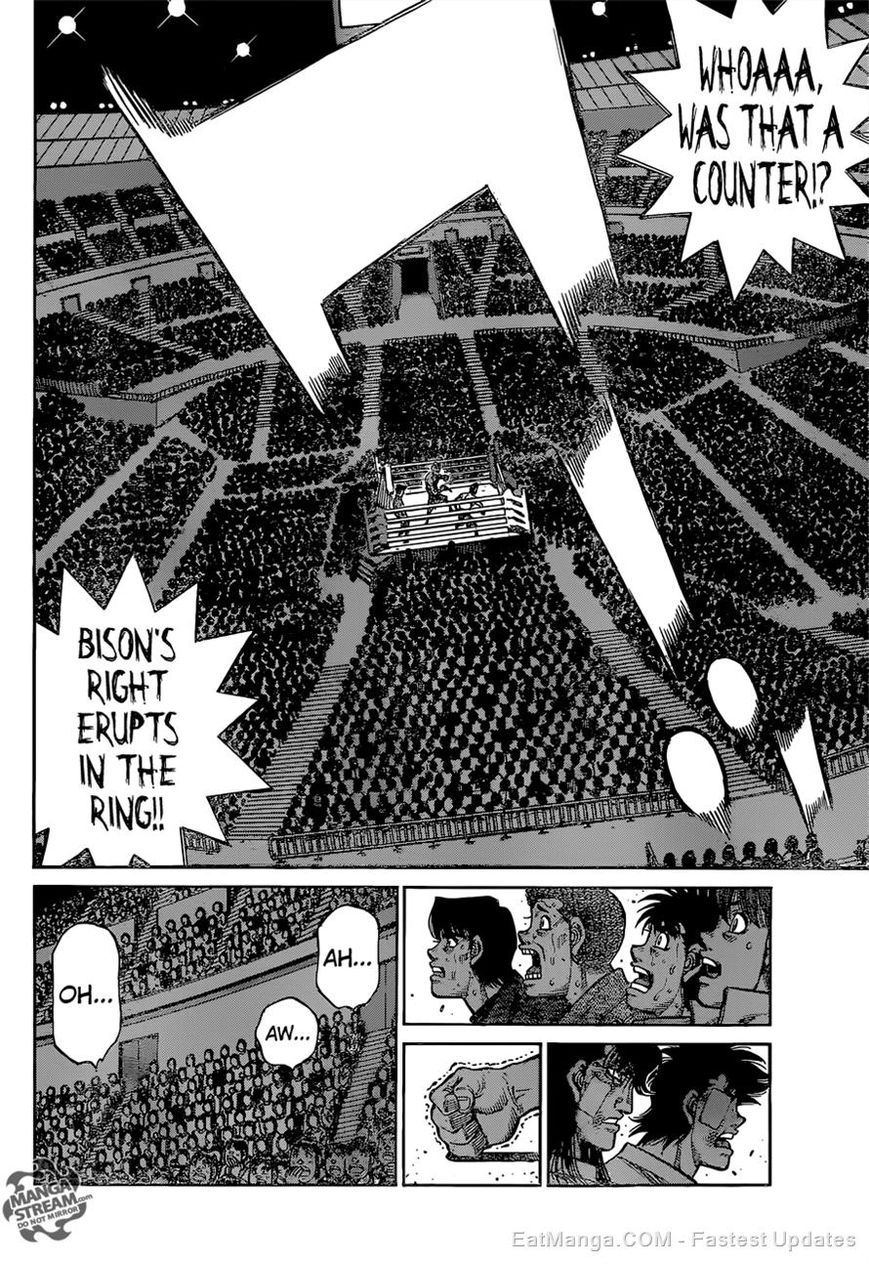 WHOAAA,
WAS THAT A
COUNTER!?
BISON'S
RIGHT
ERUPTS
IN THE
RING!!
AH...
OH...
AW...
MANGA
STREAM.com
DO NOT MIRROR!
EatManga.COM - Fastest Updates